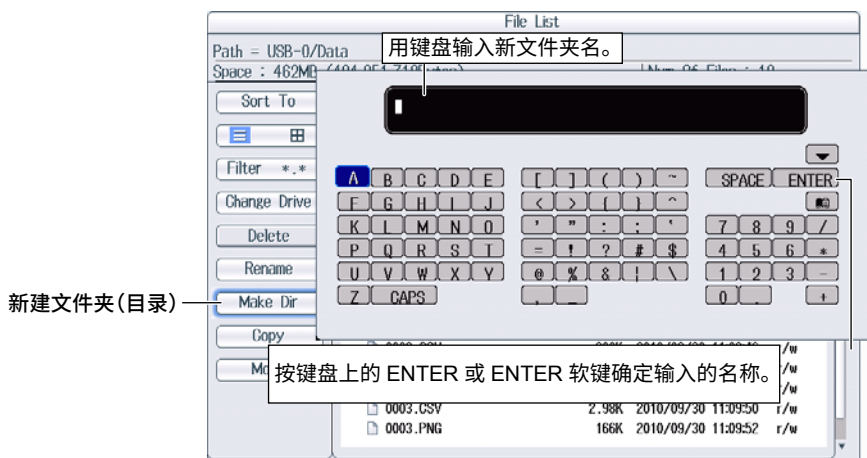 File List
Path = USB-0/Data
用键盘输入新文件夹名。
Space : 462MB
Sort To
Filter *.*
Change Drive
Delete
Rename
Make Dir
Copy
新建文件夹(目录)
A B C D E [ ] ( ) ~ SPACE ENTER
F G H I J < > { } ^
K L M N O ' " : ; ` 7 8 9 /
P Q R S T = ! ? # $ 4 5 6 *
U V W X Y @ % & | \ 1 2 3 -
Z CAPS , _ 0 . +
按键盘上的 ENTER 或 ENTER 软键确定输入的名称。
r/w
r/w
r/w
0003.CSV 2.98K 2010/09/30 11:09:50 r/w
0003.PNG 166K 2010/09/30 11:09:52 r/w